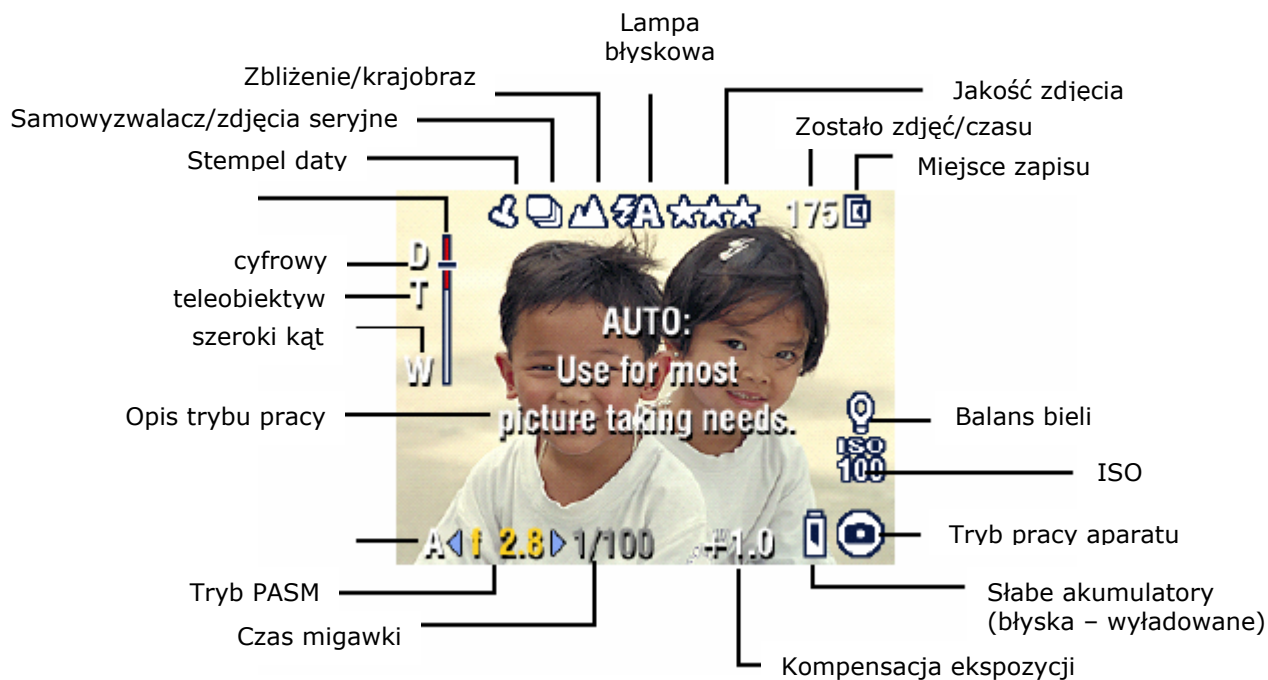 Lampa
błyskowa
Zbliżenie/krajobraz
Jakość zdjęcia
Samowyzwalacz/zdjęcia seryjne
Zostało zdjęć/czasu
Stempel daty
Miejsce zapisu
A
175
D
cyfrowy
T
teleobiektyw
szeroki kąt
W
AUTO:
Use for most
picture taking needs.
Opis trybu pracy
Balans bieli
ISO
100
ISO
Tryb pracy aparatu
A f 2.8 1/100 +1.0
Tryb PASM
Słabe akumulatory
(błyska – wyładowane)
Czas migawki
Kompensacja ekspozycji